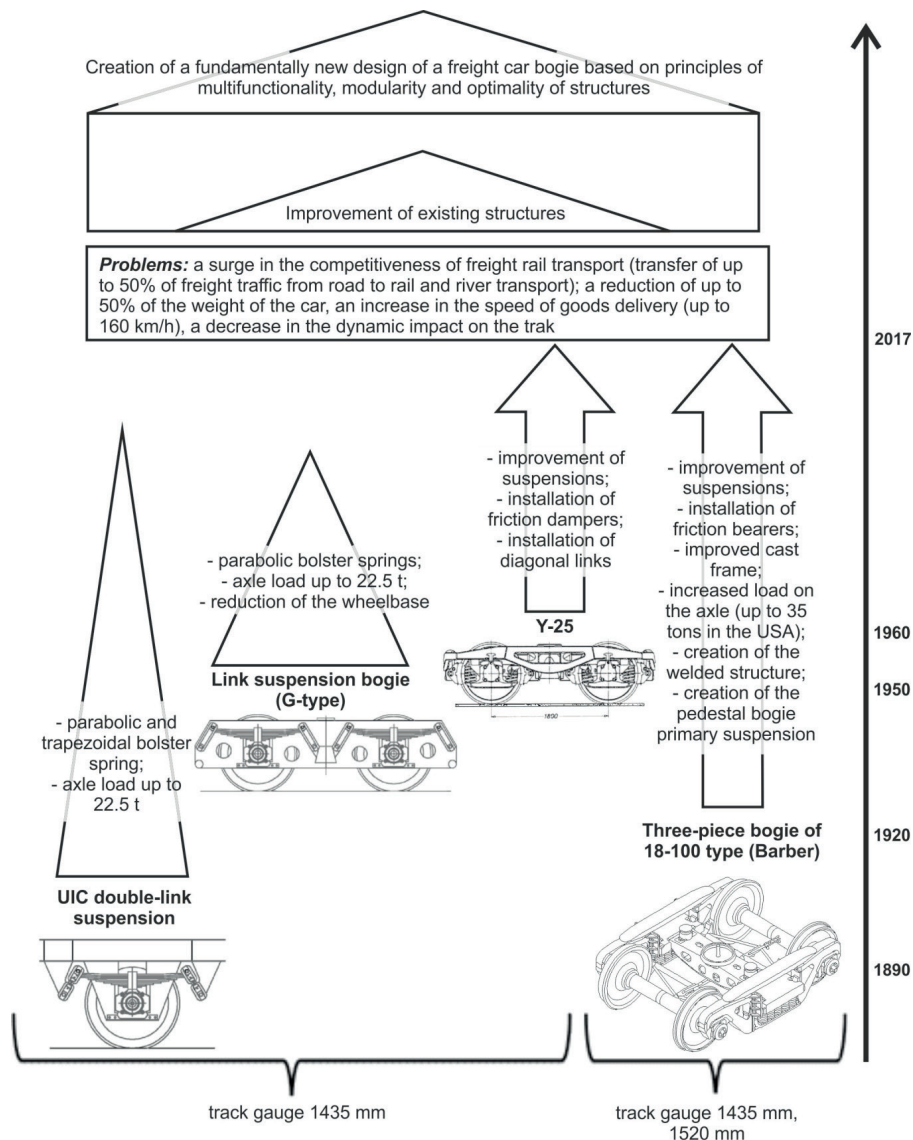 Creation of a fundamentally new design of a freight car bogie based on principles of
multifunctionality, modularity and optimality of structures
Improvement of existing structures
Problems: a surge in the competitiveness of freight rail transport (transfer of up
to 50% of freight traffic from road to rail and river transport); a reduction of up to
50% of the weight of the car, an increase in the speed of goods delivery (up to
160 km/h), a decrease in the dynamic impact on the trak
2017
- parabolic and
trapezoidal bolster
spring;
- axle load up to
22.5 t
UIC double-link
suspension
- parabolic bolster springs;
- axle load up to 22.5 t;
- reduction of the wheelbase
Link suspension bogie
(G-type)
- improvement of
suspensions;
- installation of
friction dampers;
- installation of
diagonal links
Y-25
1800
- improvement of
suspensions;
- installation of
friction bearers;
- improved cast
frame;
- increased load on
the axle (up to 35
tons in the USA);
- creation of the
welded structure;
- creation of the
pedestal bogie
primary suspension
Three-piece bogie of
18-100 type (Barber)
1960
1950
1920
1890
track gauge 1435 mm
track gauge 1435 mm,
1520 mm